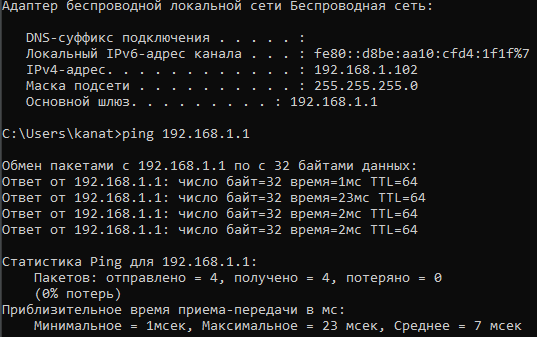 Адаптер беспроводной локальной сети Беспроводная сеть:
DNS-суффикс подключения . . . . . :
Локальный IPv6-адрес канала . . . : fe80::d8be:aa10:cfd4:1f1f%7
IPv4-адрес. . . . . . . . . . . . : 192.168.1.102
Маска подсети . . . . . . . . . . : 255.255.255.0
Основной шлюз. . . . . . . . . : 192.168.1.1
C:\Users\kanat>ping 192.168.1.1
Обмен пакетами с 192.168.1.1 по с 32 байтами данных:
Ответ от 192.168.1.1: число байт=32 время=1мс TTL=64
Ответ от 192.168.1.1: число байт=32 время=23мс TTL=64
Ответ от 192.168.1.1: число байт=32 время=2мс TTL=64
Ответ от 192.168.1.1: число байт=32 время=2мс TTL=64
Статистика Ping для 192.168.1.1:
Пакетов: отправлено = 4, получено = 4, потеряно = 0
(0% потерь)
Приблизительное время приема-передачи в мс:
Минимальное = 1мсек, Максимальное = 23 мсек, Среднее = 7 мсек